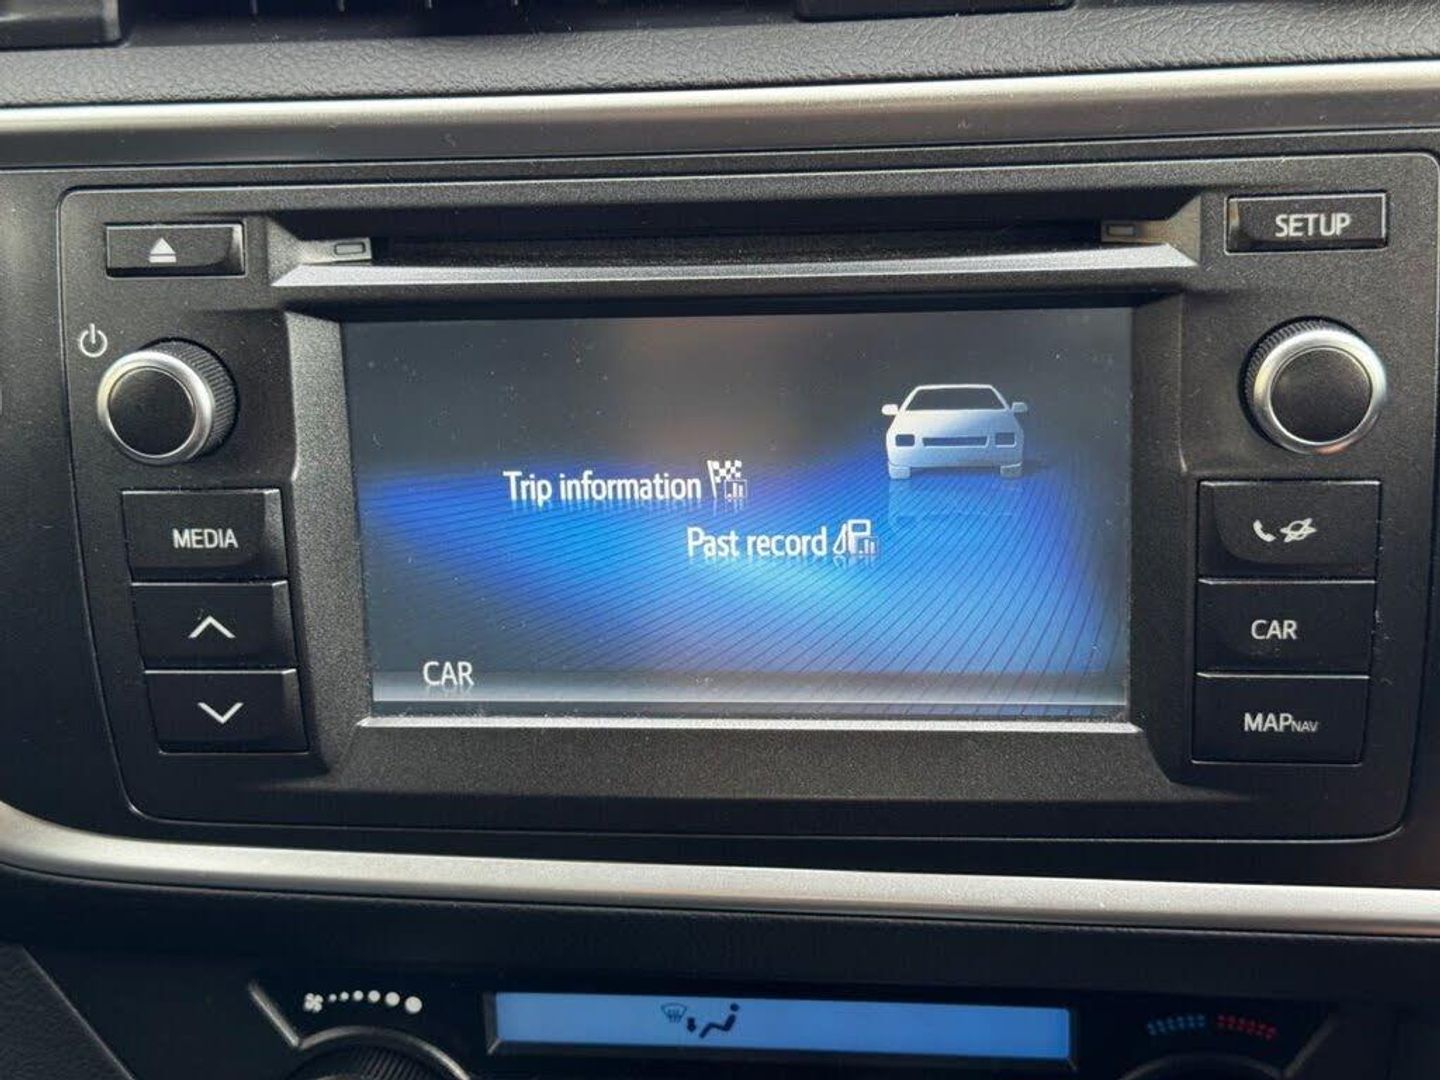 SETUP
Trip information
MEDIA
Past record
CAR
CAR
MAPNAV